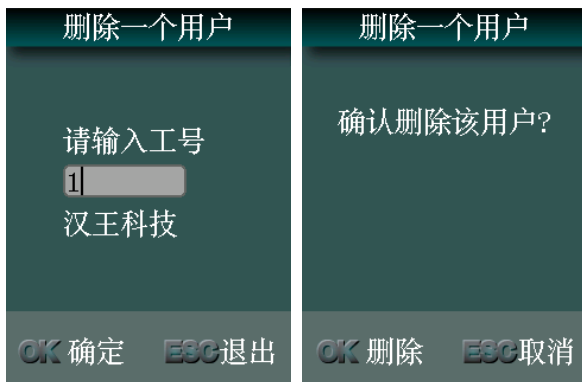 删除一个用户
请输入工号
1
汉王科技
OK 确定 ESC退出
删除一个用户
确认删除该用户?
OK 删除 ESC取消